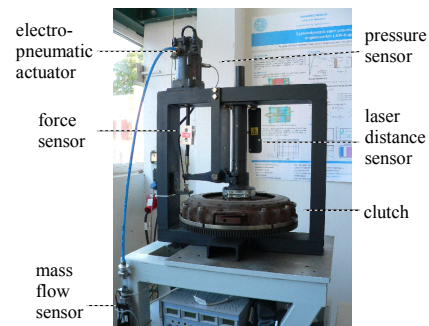 electro-
pneumatic
actuator
pressure
sensor
force
sensor
laser
distance
sensor
clutch
mass
flow
sensor